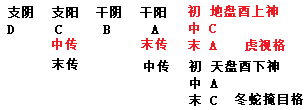 支阴 支阳 干阴 干阳 初 地盘酉上神
D C B A 中 C
中传 末传 末 A 虎视格
末传 中传 初 天盘酉下神
中 A
末 C 冬蛇掩目格